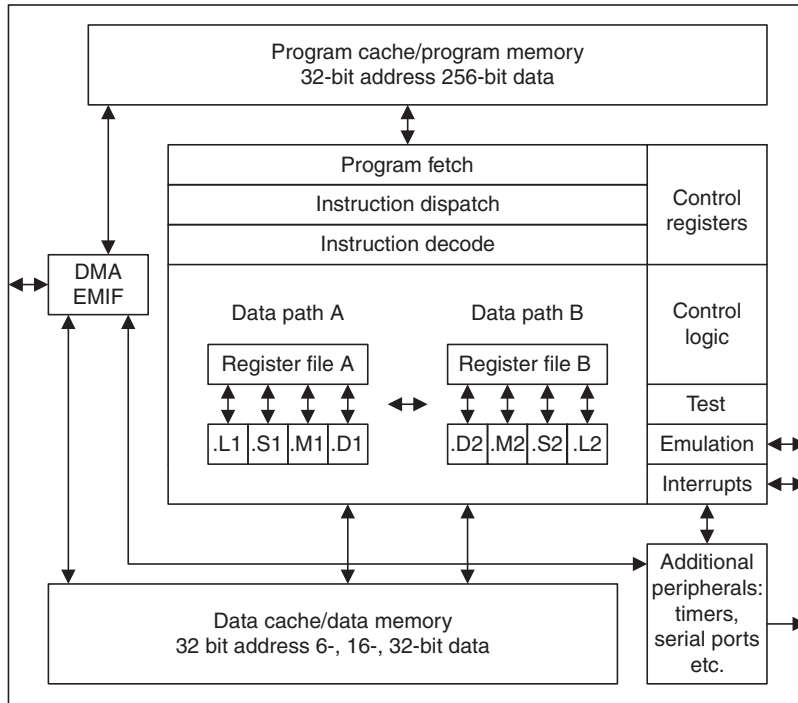 Program cache/program memory
32-bit address 256-bit data
Program fetch
Instruction dispatch
Instruction decode
Control
registers
DMA
EMIF
Data path A
Data path B
Control
logic
Register file A
Register file B
.L1 .S1 .M1 .D1
.D2 .M2 .S2 .L2
Test
Emulation
Interrupts
Data cache/data memory
32 bit address 6-, 16-, 32-bit data
Additional
peripherals:
timers,
serial ports
etc.